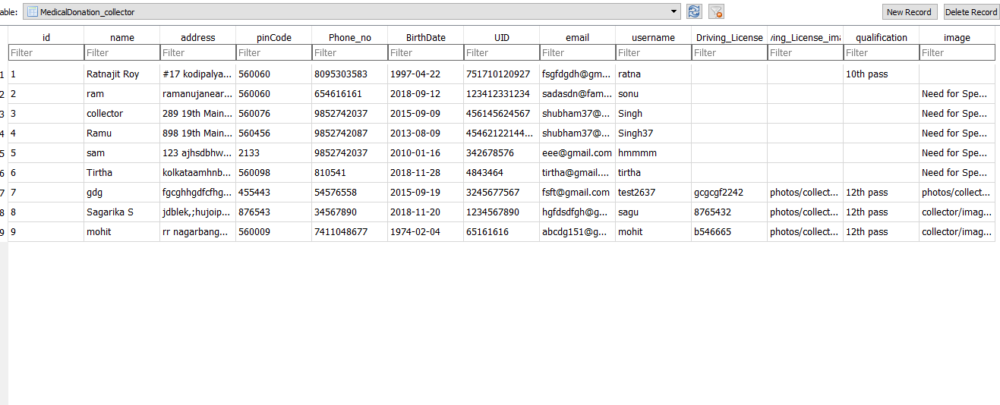 able: MedicalDonation_collector New Record Delete Record
id name address pinCode Phone_no BirthDate UID email username Driving_License ving_License_ima qualification image
Filter Filter Filter Filter Filter Filter Filter Filter Filter Filter Filter Filter Filter
1 1 Ratnajit Roy #17 kodipalya... 560060 8095303583 1997-04-22 751710120927 fsgfdgdh@gm... ratna 10th pass
2 2 ram ramanujanear... 560060 654616161 2018-09-12 123412331234 sadasdn@fam... sonu Need for Spe...
3 3 collector 289 19th Main... 560076 9852742037 2015-09-09 456145624567 shubham37@... Singh Need for Spe...
4 4 Ramu 898 19th Main... 560456 9852742087 2013-08-09 45462122144... shubham37@... Singh37 Need for Spe...
5 5 sam 123 ajhsdbhw... 2133 9852742037 2010-01-16 342678576 eee@gmail.com hmmmm Need for Spe...
6 6 Tirtha kolkataamhnb... 560098 810541 2018-11-28 4843464 tirtha@gmail.... tirtha Need for Spe...
7 7 gdg fgcghhgdfcfhg... 455443 54576558 2015-09-19 3245677567 fsft@gmail.com test2637 gcgcgf2242 photos/collect... 12th pass photos/collect...
8 8 Sagarika S jdblek,;hujoip... 876543 34567890 2018-11-20 1234567890 hgfdsdfgh@g... sagu 8765432 photos/collect... 12th pass collector/imag...
9 9 mohit rr nagarbang... 560009 7411048677 1974-02-04 65161616 abcdg151@g... mohit b546665 photos/collect... 12th pass collector/imag...